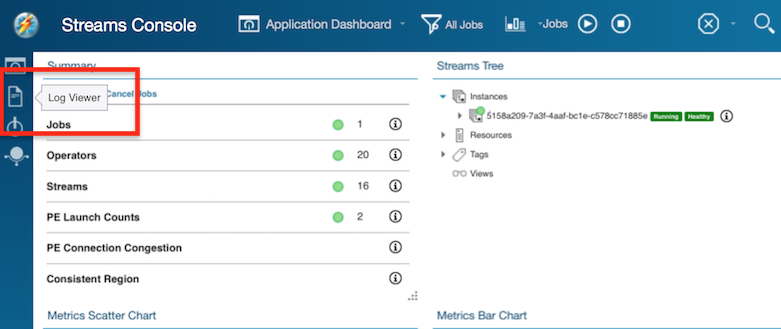 Streams Console
Application Dashboard
All Jobs
Jobs
Summary
Cancel Jobs
Log Viewer
Jobs 1
Operators 20
Streams 16
PE Launch Counts 2
PE Connection Congestion
Consistent Region
Metrics Scatter Chart
Streams Tree
Instances
5158a209-7a3f-4aaf-bc1e-c578cc71885e Running Healthy
Resources
Tags
Views
Metrics Bar Chart